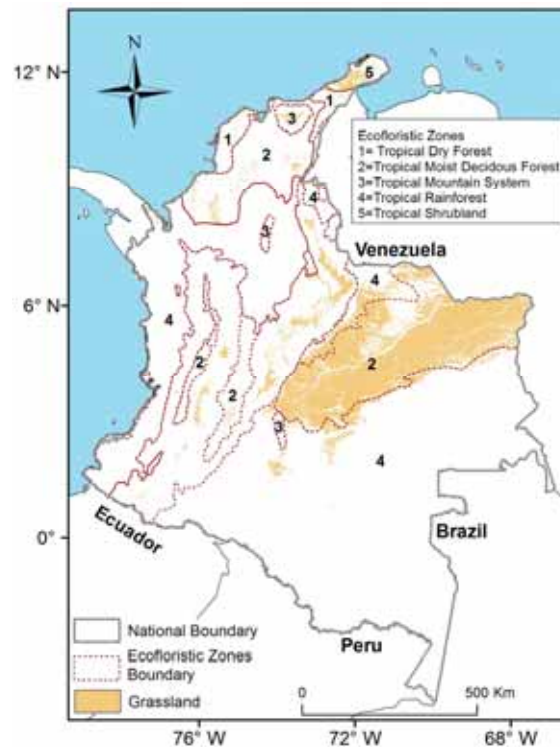 N
12° N
6° N
0°
76° W
72° W
68° W
5
1
3
1
2
Ecofloristic Zones
1= Tropical Dry Forest
2=Tropical Moist Decidous Forest
3=Tropical Mountain System
4=Tropical Rainforest
5=Tropical Shrubland
4
3
Venezuela
4
4
2
2
2
3
4
Ecuador
Brazil
Peru
National Boundary
Ecofloristic Zones
Boundary
Grassland
0 500 Km